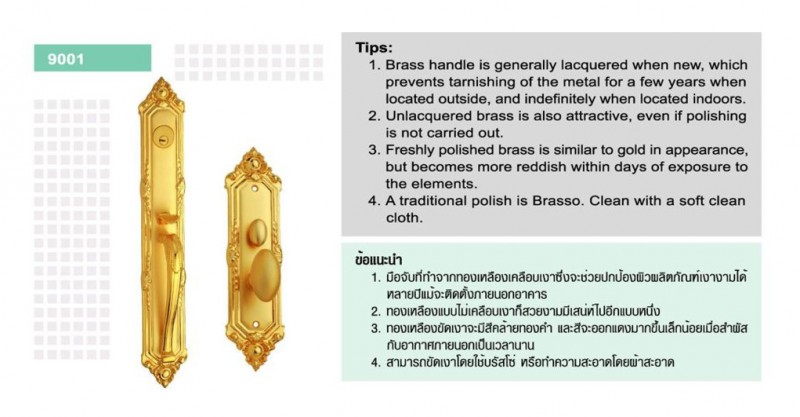 9001
Tips:
1. Brass handle is generally lacquered when new, which
prevents tarnishing of the metal for a few years when
located outside, and indefinitely when located indoors.
2. Unlacquered brass is also attractive, even if polishing
is not carried out.
3. Freshly polished brass is similar to gold in appearance,
but becomes more reddish within days of exposure to
the elements.
4. A traditional polish is Brasso. Clean with a soft clean
cloth.
ข้อแนะนำ
1. มือจับที่ทำจากทองเหลืองเคลือบเงาซึ่งจะช่วยปกป้องผิวผลิตภัณฑ์เงางามได้
หลายปีแม้จะติดตั้งภายนอกอาคาร
2. ทองเหลืองแบบไม่เคลือบเงาก็สวยงามมีเสน่ห์ไปอีกแบบหนึ่ง
3. ทองเหลืองขัดเงาจะมีสีคล้ายทองคำ และสีจะออกแดงมากขึ้นเล็กน้อยเมื่อสำผัส
กับอากาศภายนอกเป็นเวลานาน
4. สามารถขัดเงาโดยใช้บรัสโซ่ หรือทำความสะอาดโดยผ้าสะอาด